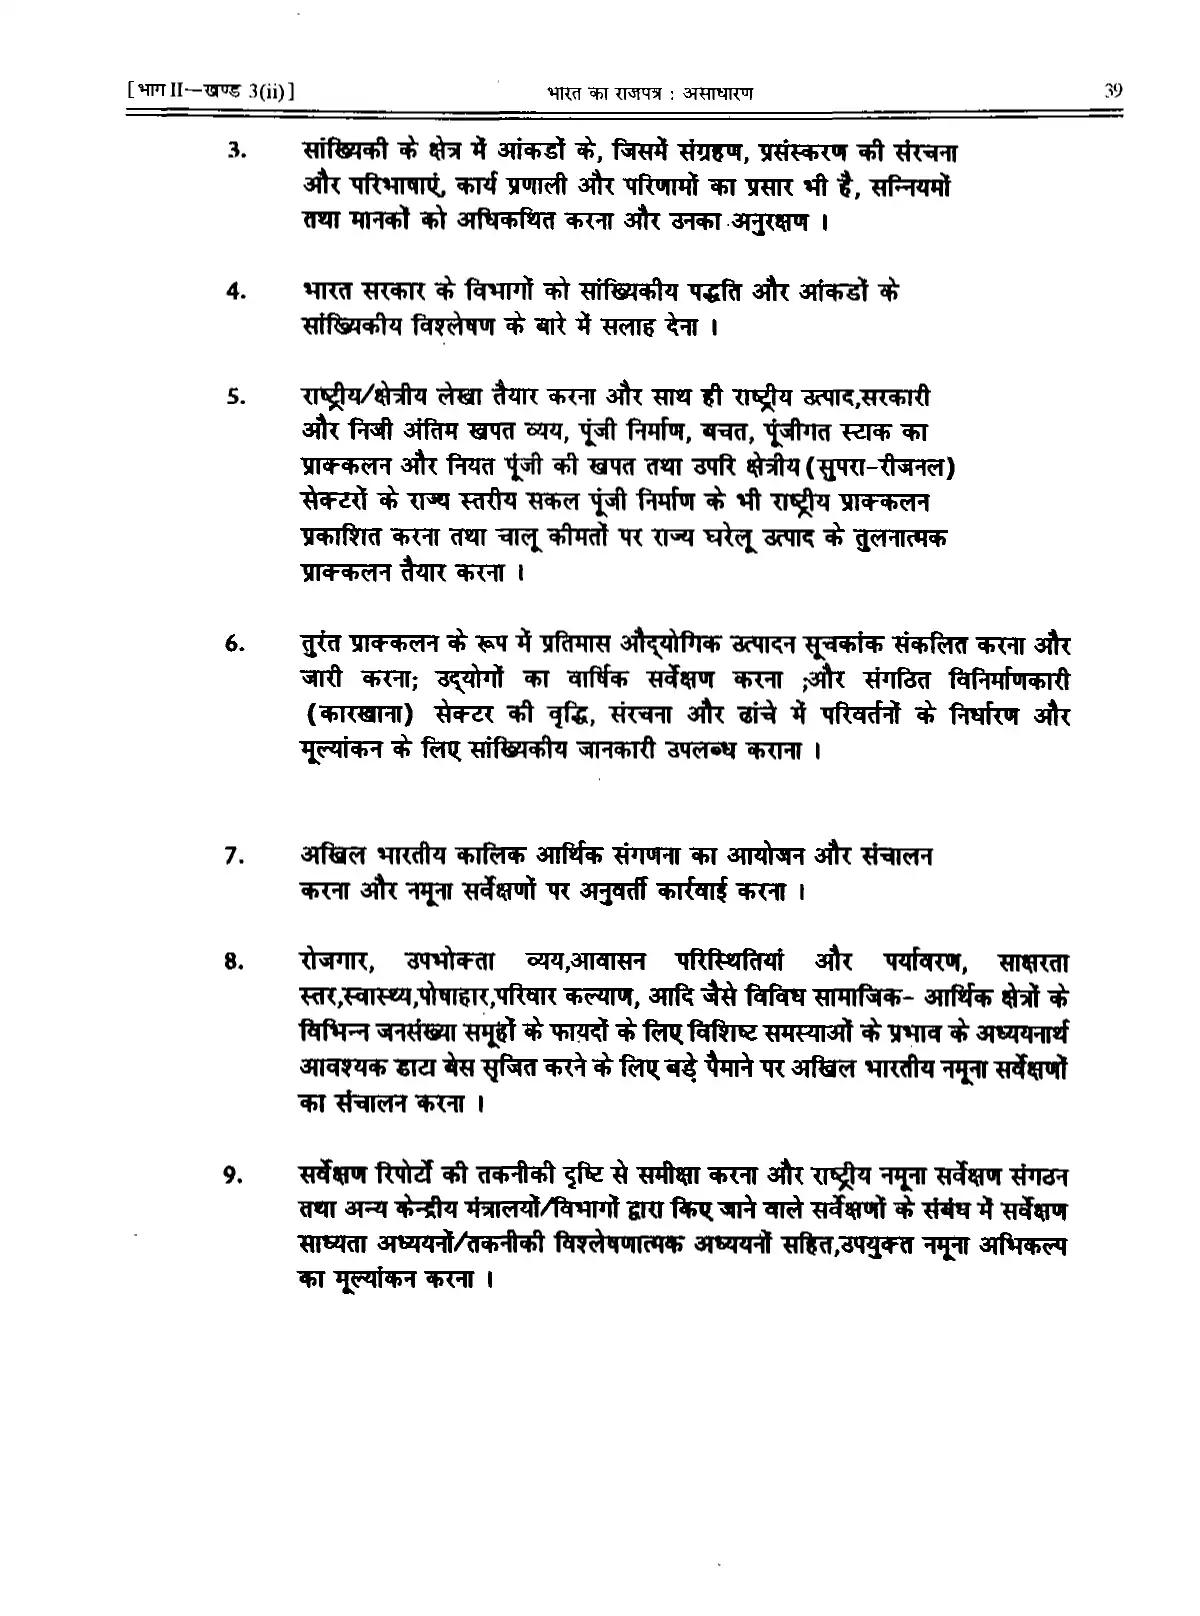 [ भाग II—खण्ड 3(ii) ] भारत का राजपत्र : असाधारण 39
3. सांख्यिकी के क्षेत्र में आंकडों के, जिसमें संग्रहण, प्रसंस्करण की संरचना
और परिभाषाएं, कार्य प्रणाली और परिणामों का प्रसार भी है, सन्नियमों
तथा मानकों को अधिकथित करना और उनका अनुरक्षण ।
4. भारत सरकार के विभागों को सांख्यिकीय पद्धति और आंकडों के
सांख्यिकीय विश्लेषण के बारे में सलाह देना ।
5. राष्ट्रीय/क्षेत्रीय लेखा तैयार करना और साथ ही राष्ट्रीय उत्पाद,सरकारी
और निजी अंतिम खपत व्यय, पूंजी निर्माण, बचत, पूंजीगत स्टाक का
प्राक्कलन और नियत पूंजी की खपत तथा उपरि क्षेत्रीय (सुपरा-रीजनल)
सेक्टरों के राज्य स्तरीय सकल पूंजी निर्माण के भी राष्ट्रीय प्राक्कलन
प्रकाशित करना तथा चालू कीमतों पर राज्य घरेलू उत्पाद के तुलनात्मक
प्राक्कलन तैयार करना ।
6. तुरंत प्राक्कलन के रूप में प्रतिमास औद्योगिक उत्पादन सूचकांक संकलित करना और
जारी करना; उद्योगों का वार्षिक सर्वेक्षण करना ;और संगठित विनिर्माणकारी
(कारखाना) सेक्टर की वृद्धि, संरचना और ढांचे में परिवर्तनों के निर्धारण और
मूल्यांकन के लिए सांख्यिकीय जानकारी उपलब्ध कराना ।
7. अखिल भारतीय कालिक आर्थिक संगणना का आयोजन और संचालन
करना और नमूना सर्वेक्षणों पर अनुवर्ती कार्रवाई करना ।
8. रोजगार, उपभोक्ता व्यय,आवासन परिस्थितियां और पर्यावरण, साक्षरता
स्तर,स्वास्थ्य,पोषाहार,परिवार कल्याण, आदि जैसे विविध सामाजिक- आर्थिक क्षेत्रों के
विभिन्न जनसंख्या समूहों के फायदों के लिए विशिष्ट समस्याओं के प्रभाव के अध्ययनार्थ
आवश्यक डाटा बेस सृजित करने के लिए बड़े पैमाने पर अखिल भारतीय नमूना सर्वेक्षणों
का संचालन करना ।
9. सर्वेक्षण रिपोर्टों की तकनीकी दृष्टि से समीक्षा करना और राष्ट्रीय नमूना सर्वेक्षण संगठन
तथा अन्य केन्द्रीय मंत्रालयों/विभागों द्वारा किए जाने वाले सर्वेक्षणों के संबंध में सर्वेक्षण
साध्यता अध्ययनों/तकनीकी विश्लेषणात्मक अध्ययनों सहित,उपयुक्त नमूना अभिकल्प
का मूल्यांकन करना ।